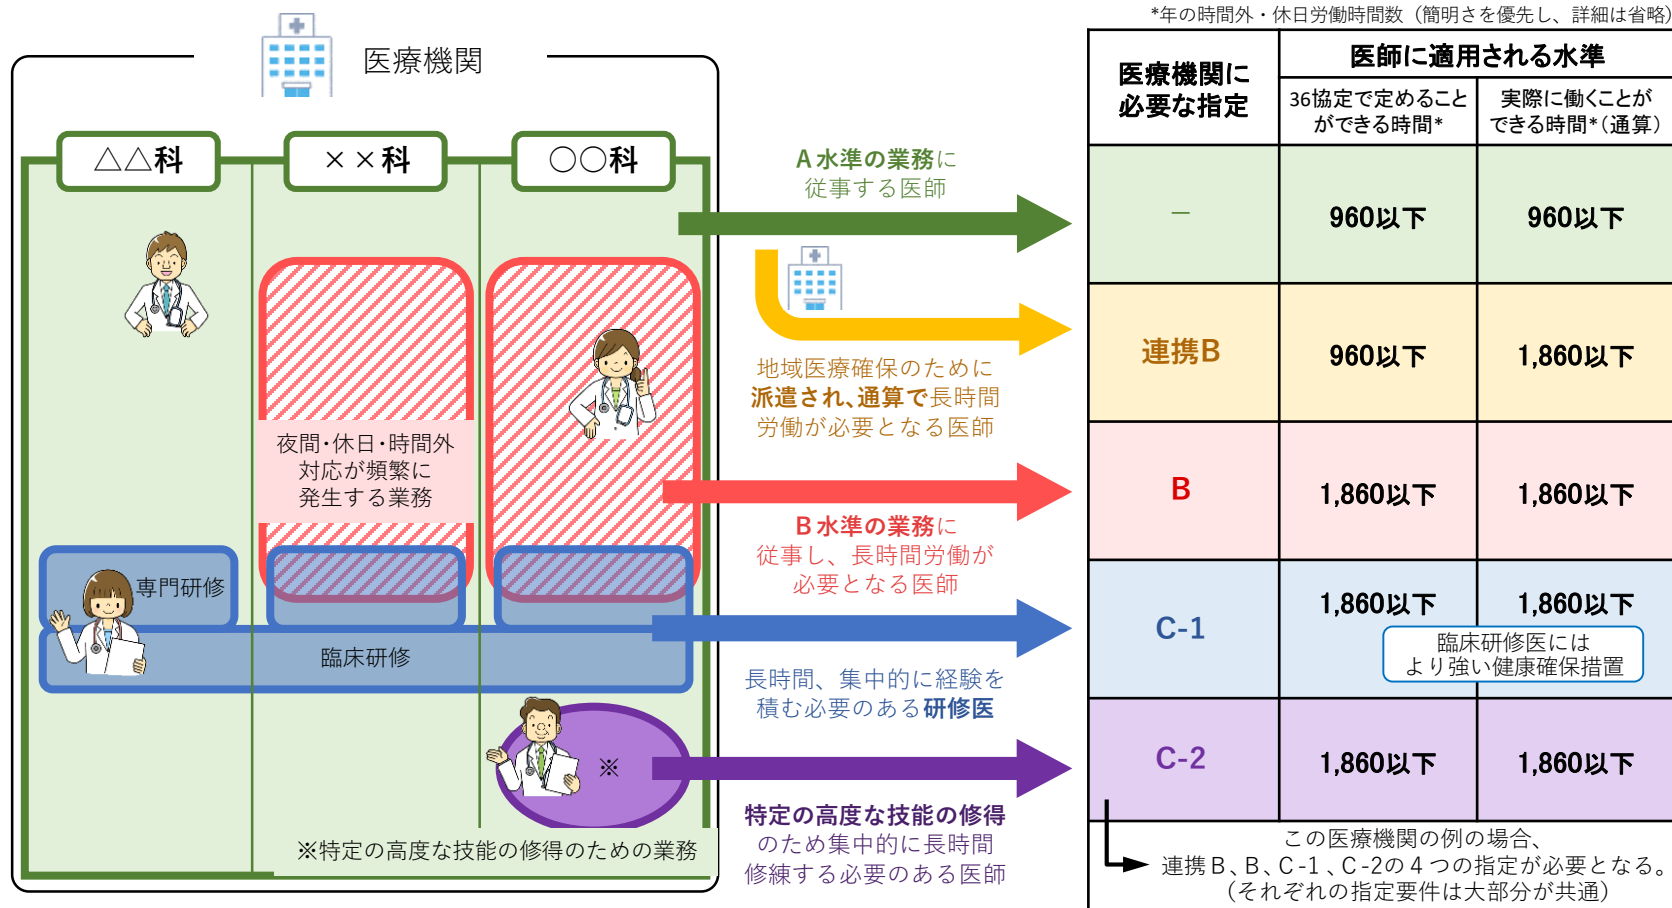 *年の時間外・休日労働時間数（簡明さを優先し、詳細は省略）
医療機関
△△科
××科
○○科
夜間･休日･時間外
対応が頻繁に
発生する業務
専門研修
臨床研修
※
※特定の高度な技能の修得のための業務
A水準の業務に
従事する医師
地域医療確保のために
派遣され、通算で長時間
労働が必要となる医師
B水準の業務に
従事し、長時間労働が
必要となる医師
長時間、集中的に経験を
積む必要のある研修医
特定の高度な技能の修得
のため集中的に長時間
修練する必要のある医師
医療機関に
必要な指定
医師に適用される水準
36協定で定めること
ができる時間*
実際に働くことが
できる時間*（通算）
－
960以下
960以下
連携B
960以下
1,860以下
B
1,860以下
1,860以下
C-1
1,860以下
1,860以下
臨床研修医には
より強い健康確保措置
C-2
1,860以下
1,860以下
この医療機関の例の場合、
連携Ｂ、Ｂ、C-1、C-2の４つの指定が必要となる。
（それぞれの指定要件は大部分が共通）